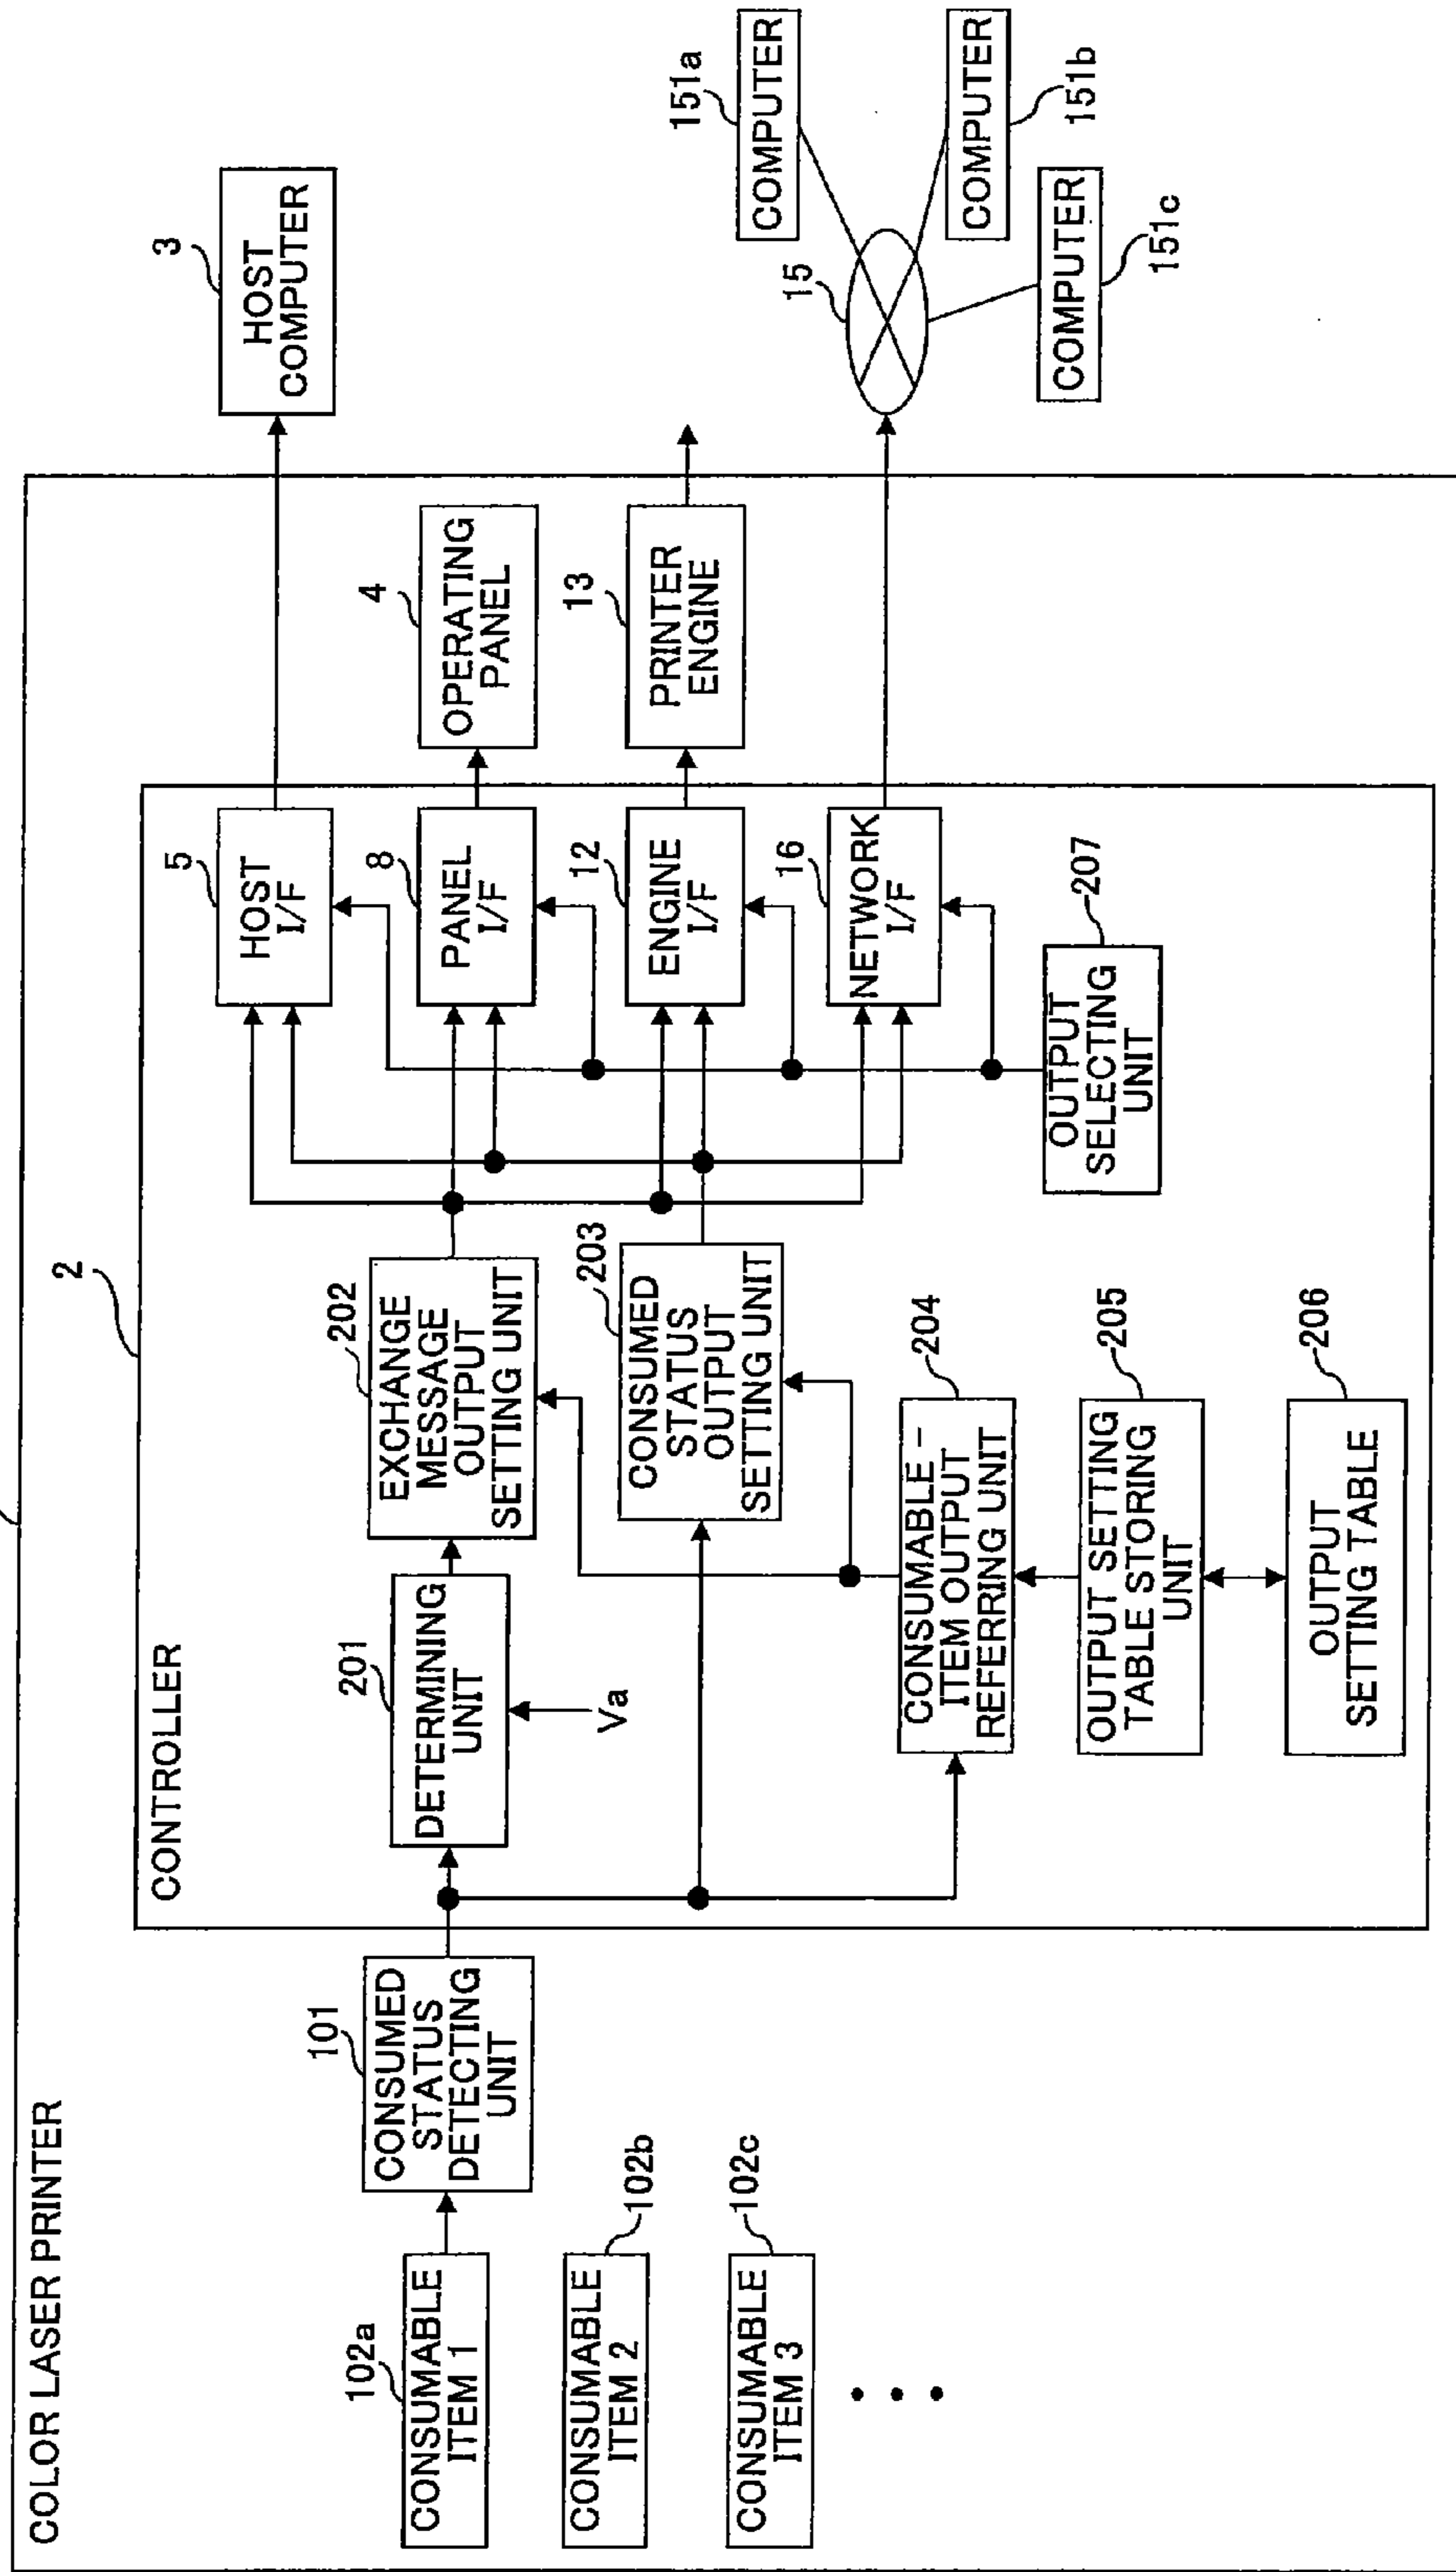 COLOR LASER PRINTER
CONTROLLER
2
102a
CONSUMABLE
ITEM 1
CONSUMABLE
ITEM 2
102b
CONSUMABLE
ITEM 3
102c
101
CONSUMED
STATUS
DETECTING
UNIT
201
DETERMINING
UNIT
Va
202
EXCHANGE
MESSAGE
OUTPUT
SETTING UNIT
203
CONSUMED
STATUS
OUTPUT
SETTING UNIT
204
CONSUMABLE-
ITEM OUTPUT
REFERRING UNIT
205
OUTPUT SETTING
TABLE STORING
UNIT
206
OUTPUT
SETTING TABLE
207
OUTPUT
SELECTING
UNIT
5
HOST
I/F
8
PANEL
I/F
12
ENGINE
I/F
16
NETWORK
I/F
4
OPERATING
PANEL
13
PRINTER
ENGINE
3
HOST
COMPUTER
15
151a
COMPUTER
COMPUTER
151b
COMPUTER
151c